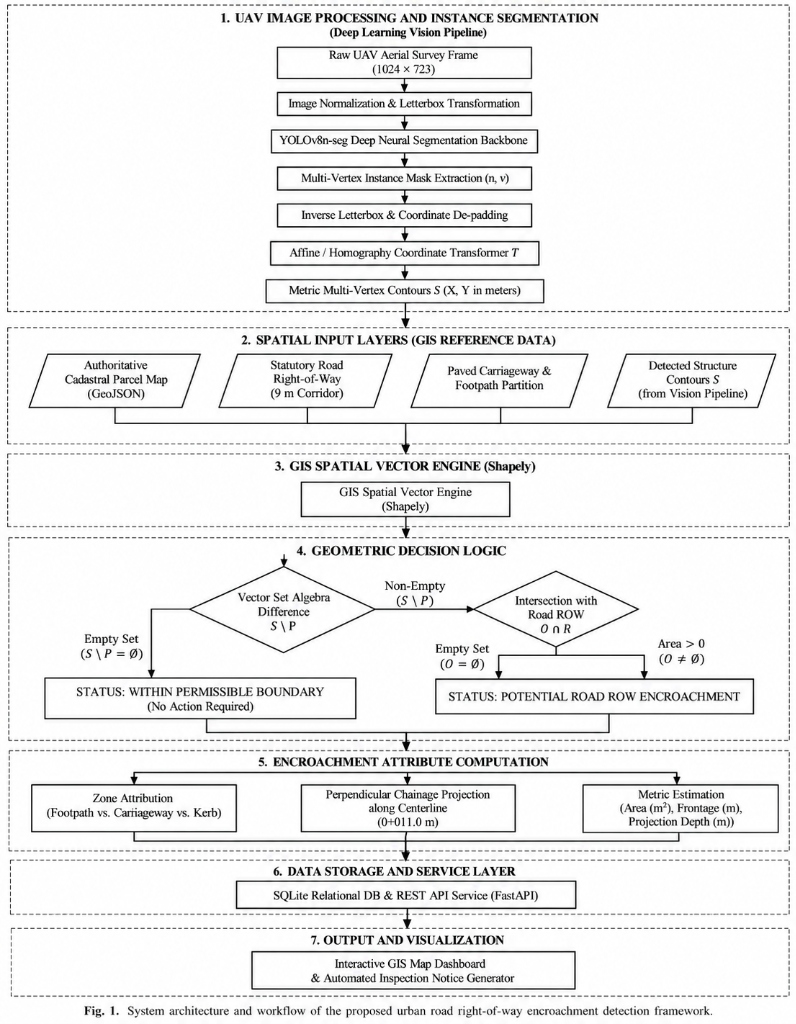 1. UAV IMAGE PROCESSING AND INSTANCE SEGMENTATION
(Deep Learning Vision Pipeline)
Raw UAV Aerial Survey Frame
(1024 × 723)
Image Normalization & Letterbox Transformation
YOLOv8n-seg Deep Neural Segmentation Backbone
Multi-Vertex Instance Mask Extraction (n, v)
Inverse Letterbox & Coordinate De-padding
Affine / Homography Coordinate Transformer T
Metric Multi-Vertex Contours S (X, Y in meters)
2. SPATIAL INPUT LAYERS (GIS REFERENCE DATA)
Authoritative
Cadastral Parcel Map
(GeoJSON)
Statutory Road
Right-of-Way
(9 m Corridor)
Paved Carriageway &
Footpath Partition
Detected Structure
Contours S
(from Vision Pipeline)
3. GIS SPATIAL VECTOR ENGINE (Shapely)
GIS Spatial Vector Engine
(Shapely)
4. GEOMETRIC DECISION LOGIC
Vector Set Algebra
Difference
S \ P
Non-Empty
(S \ P)
Intersection with
Road ROW
O ∩ R
Empty Set
(S \ P = Ø)
Empty Set
(O = Ø)
Area > 0
(O ≠ Ø)
STATUS: WITHIN PERMISSIBLE BOUNDARY
(No Action Required)
STATUS: POTENTIAL ROAD ROW ENCROACHMENT
5. ENCROACHMENT ATTRIBUTE COMPUTATION
Zone Attribution
(Footpath vs. Carriageway vs. Kerb)
Perpendicular Chainage Projection
along Centerline
(0+011.0 m)
Metric Estimation
(Area (m²), Frontage (m),
Projection Depth (m))
6. DATA STORAGE AND SERVICE LAYER
SQLite Relational DB & REST API Service (FastAPI)
7. OUTPUT AND VISUALIZATION
Interactive GIS Map Dashboard
& Automated Inspection Notice Generator
Fig. 1. System architecture and workflow of the proposed urban road right-of-way encroachment detection framework.